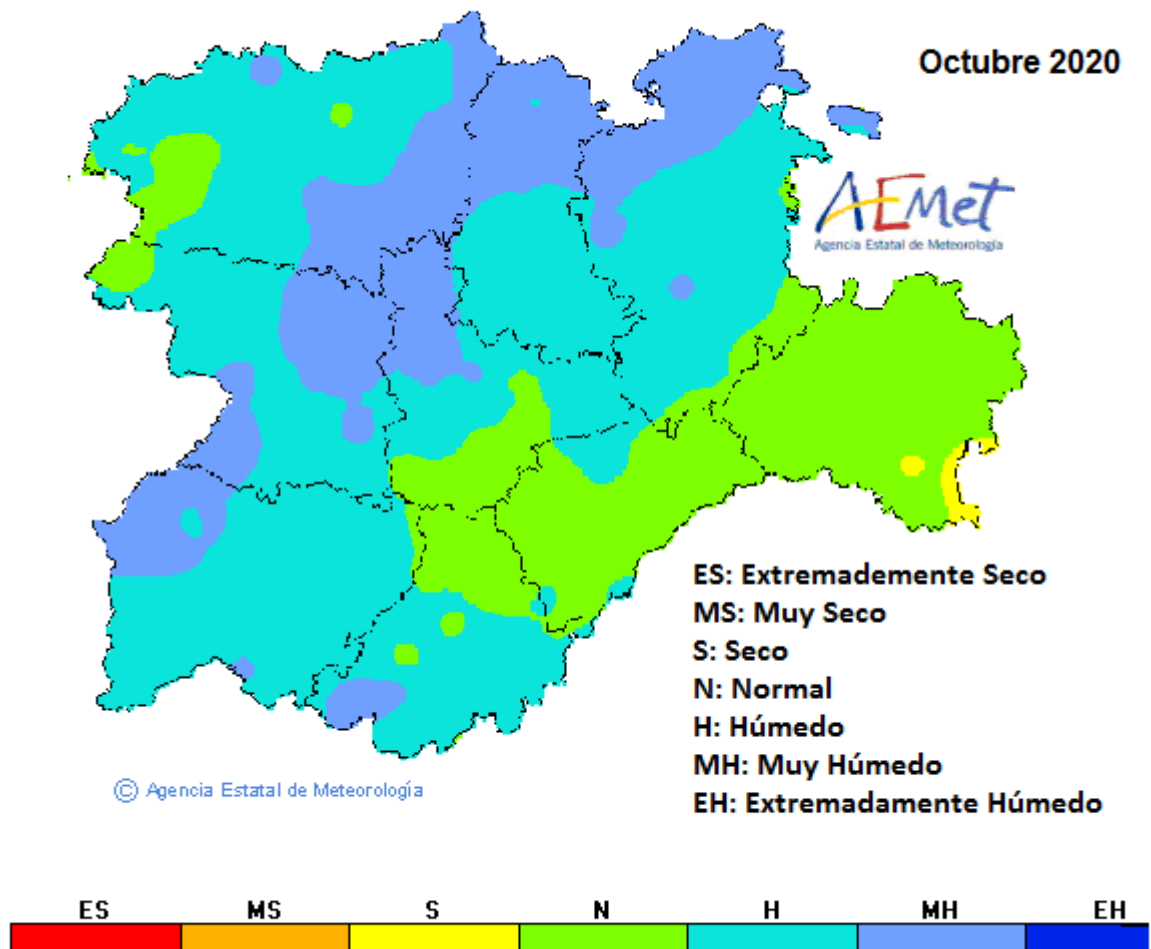 Octubre 2020
AEMet
Agencia Estatal de Meteorología
ES: Extremademente Seco
MS: Muy Seco
S: Seco
N: Normal
H: Húmedo
MH: Muy Húmedo
EH: Extremadamente Húmedo
© Agencia Estatal de Meteorología
ES MS S N H MH EH